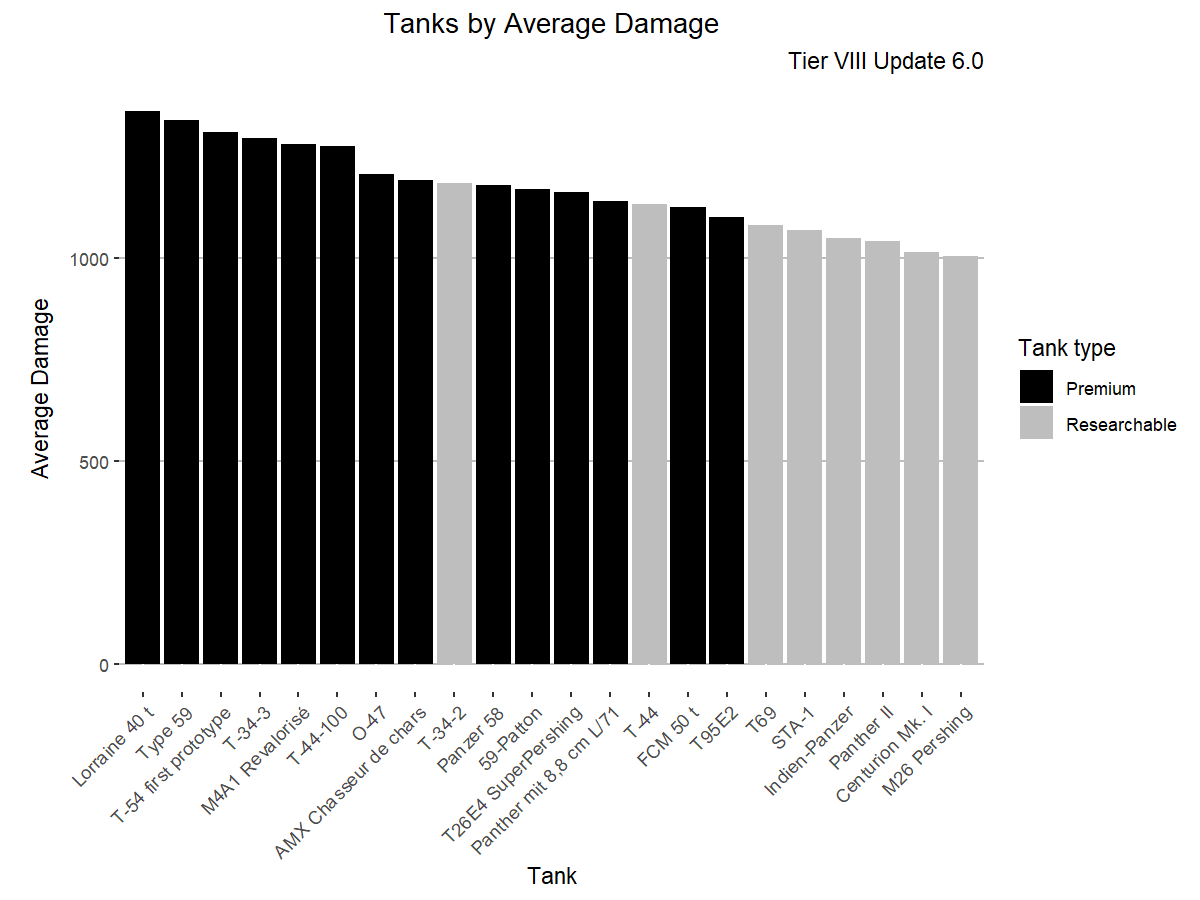 Tanks by Average Damage
Tier VIII Update 6.0
Average Damage
1000
500
0
Lorraine 40 t
Type 59
T-54 first prototype
T-34-3
M4A1 Revalorisé
T-44-100
O-47
AMX Chasseur de chars
T-34-2
Panzer 58
59-Patton
T26E4 SuperPershing
Panther mit 8,8 cm L/71
T-44
FCM 50 t
T95E2
T69
STA-1
Indien-Panzer
Panther II
Centurion Mk. I
M26 Pershing
Tank
Tank type
Premium
Researchable